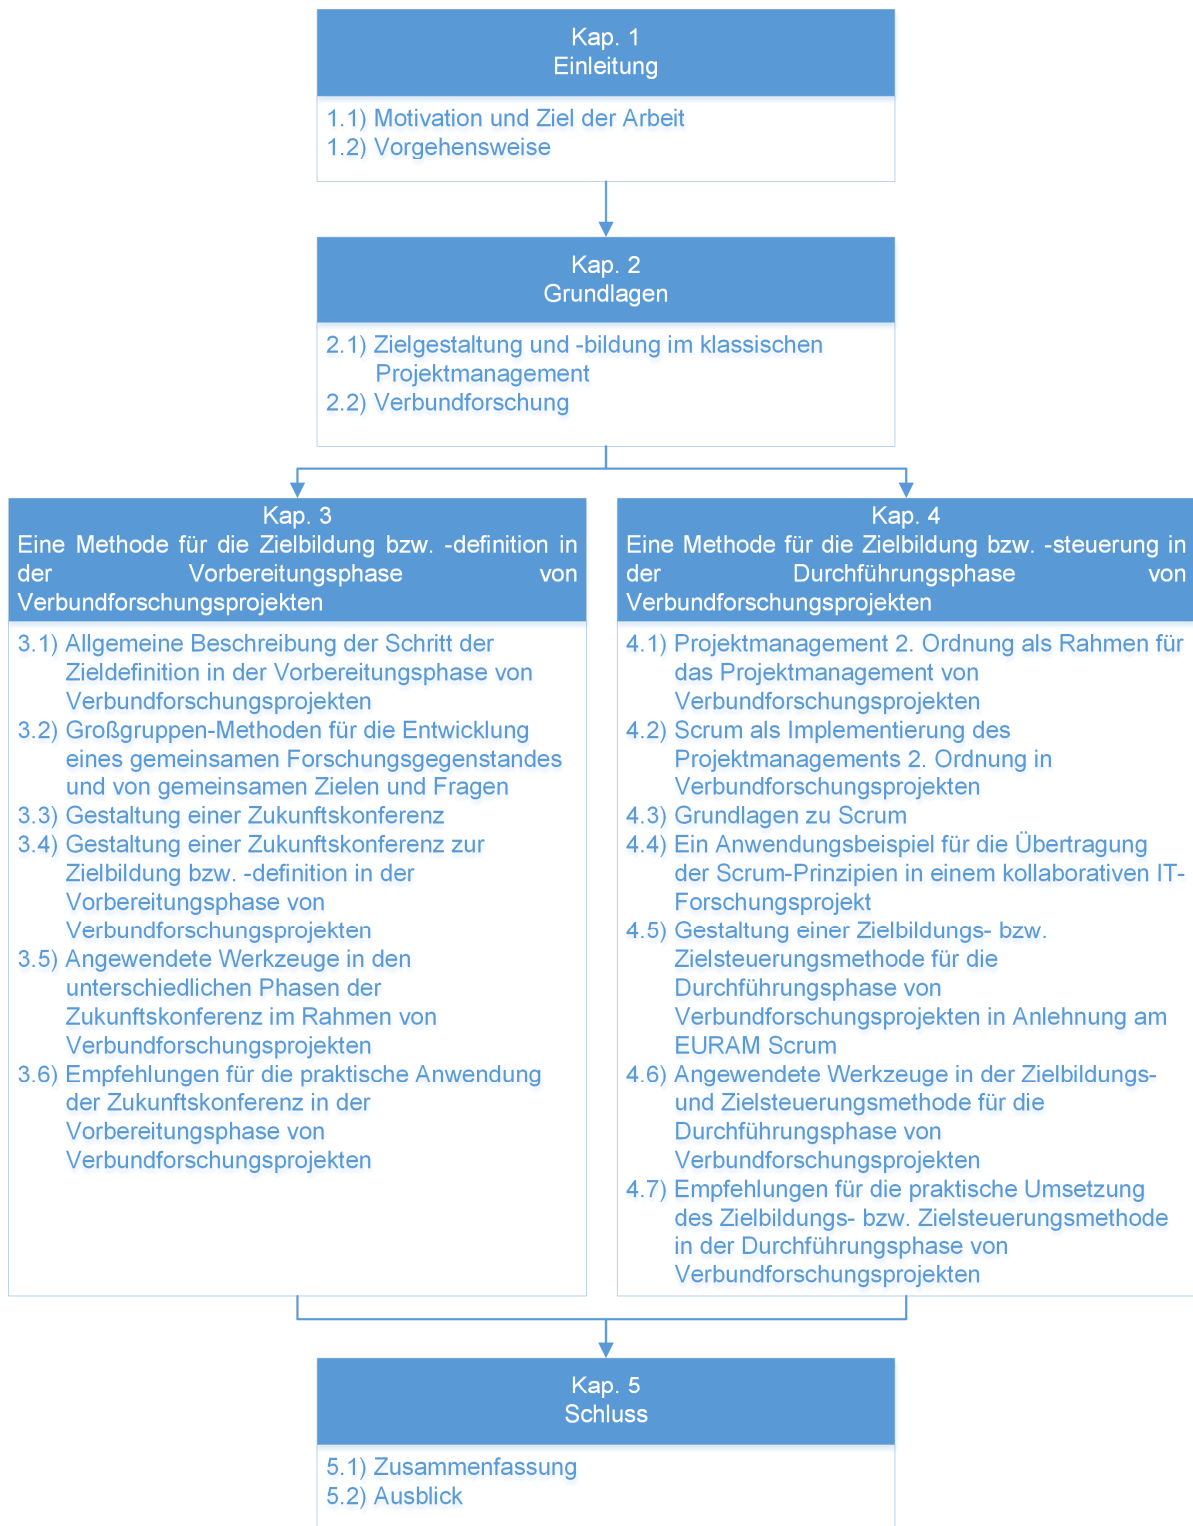 Kap. 1
Einleitung
1.1) Motivation und Ziel der Arbeit
1.2) Vorgehensweise
Kap. 2
Grundlagen
2.1) Zielgestaltung und -bildung im klassischen
Projektmanagement
2.2) Verbundforschung
Kap. 3
Eine Methode für die Zielbildung bzw. -definition in
der Vorbereitungsphase von
Verbundforschungsprojekten
3.1) Allgemeine Beschreibung der Schritt der
Zieldefinition in der Vorbereitungsphase von
Verbundforschungsprojekten
3.2) Großgruppen-Methoden für die Entwicklung
eines gemeinsamen Forschungsgegenstandes
und von gemeinsamen Zielen und Fragen
3.3) Gestaltung einer Zukunftskonferenz
3.4) Gestaltung einer Zukunftskonferenz zur
Zielbildung bzw. -definition in der
Vorbereitungsphase von
Verbundforschungsprojekten
3.5) Angewendete Werkzeuge in den
unterschiedlichen Phasen der
Zukunftskonferenz im Rahmen von
Verbundforschungsprojekten
3.6) Empfehlungen für die praktische Anwendung
der Zukunftskonferenz in der
Vorbereitungsphase von
Verbundforschungsprojekten
Kap. 4
Eine Methode für die Zielbildung bzw. -steuerung in
der Durchführungsphase von
Verbundforschungsprojekten
4.1) Projektmanagement 2. Ordnung als Rahmen für
das Projektmanagement von
Verbundforschungsprojekten
4.2) Scrum als Implementierung des
Projektmanagements 2. Ordnung in
Verbundforschungsprojekten
4.3) Grundlagen zu Scrum
4.4) Ein Anwendungsbeispiel für die Übertragung
der Scrum-Prinzipien in einem kollaborativen IT-
Forschungsprojekt
4.5) Gestaltung einer Zielbildungs- bzw.
Zielsteuerungsmethode für die
Durchführungsphase von
Verbundforschungsprojekten in Anlehnung am
EURAM Scrum
4.6) Angewendete Werkzeuge in der Zielbildungs-
und Zielsteuerungsmethode für die
Durchführungsphase von
Verbundforschungsprojekten
4.7) Empfehlungen für die praktische Umsetzung
des Zielbildungs- bzw. Zielsteuerungsmethode
in der Durchführungsphase von
Verbundforschungsprojekten
Kap. 5
Schluss
5.1) Zusammenfassung
5.2) Ausblick